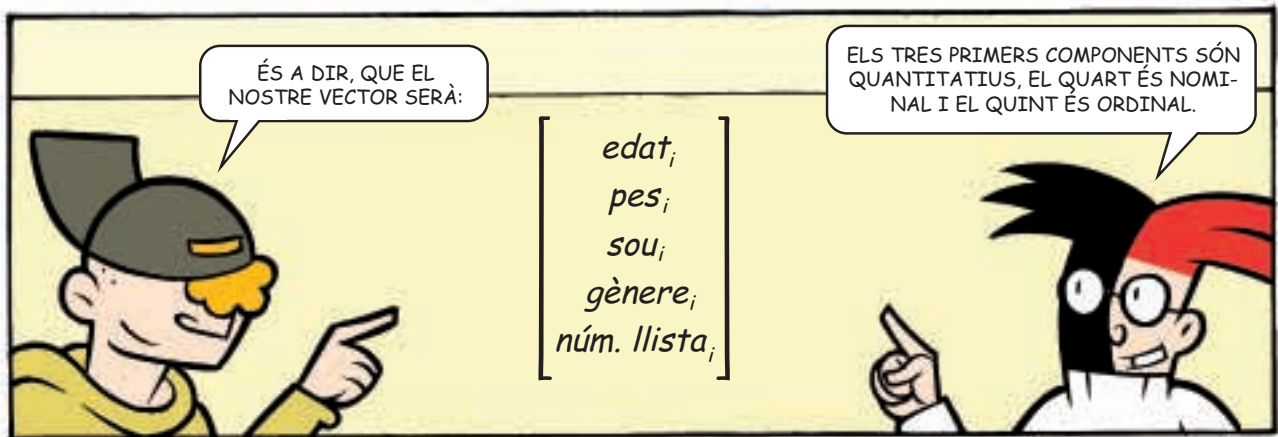 ÉS A DIR, QUE EL
NOSTRE VECTOR SERÀ:
edatᵢ
pesᵢ
souᵢ
gènereᵢ
núm. llistaᵢ
ELS TRES PRIMERS COMPONENTS SÓN
QUANTITATIUS, EL QUART ÉS NOMI-
NAL I EL QUINT ÉS ORDINAL.